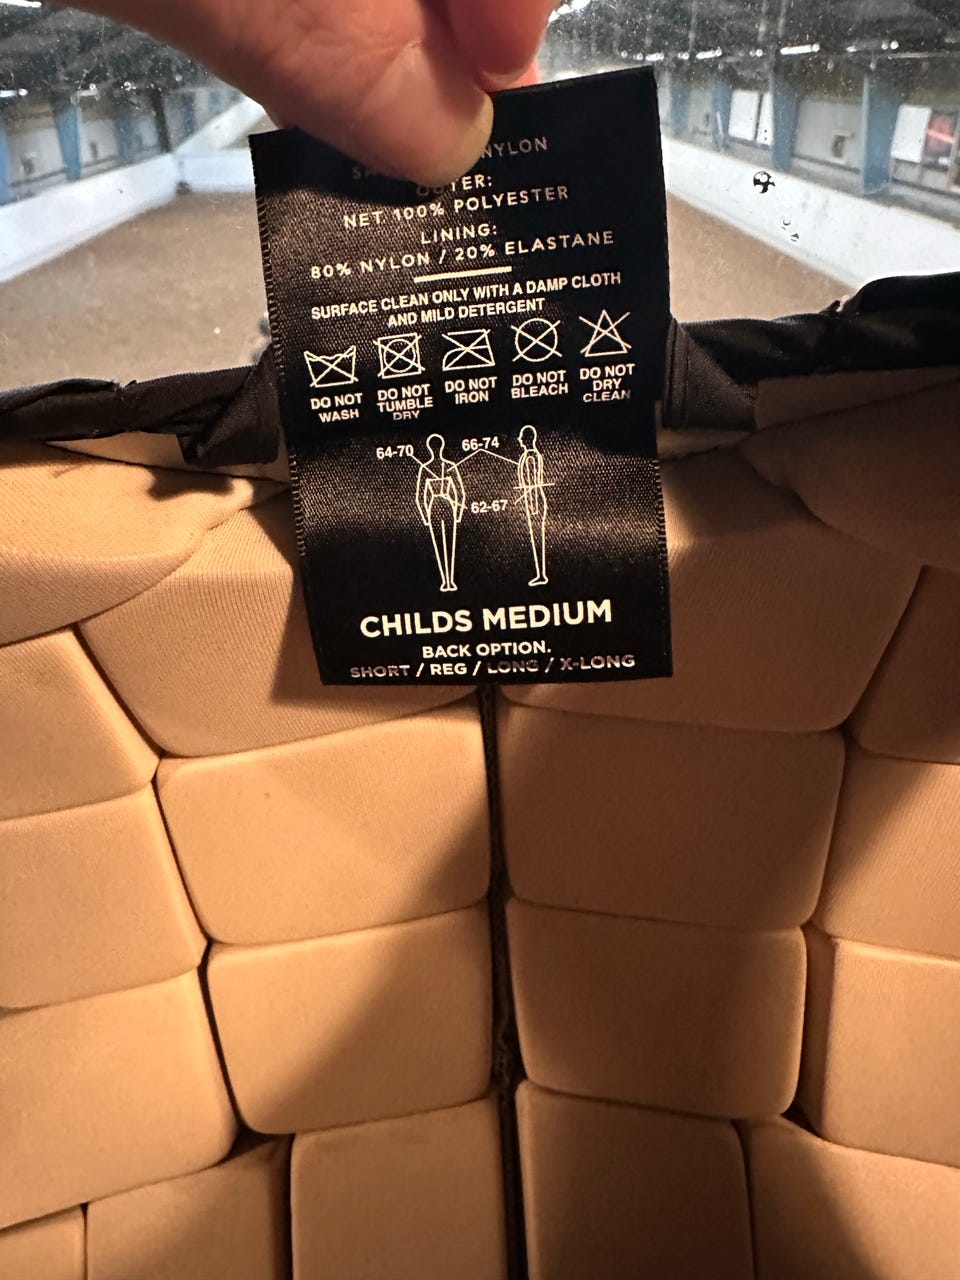 NYLON
OUTER:
NET 100% POLYESTER
LINING:
80% NYLON / 20% ELASTANE
SURFACE CLEAN ONLY WITH A DAMP CLOTH
AND MILD DETERGENT
DO NOT WASH
DO NOT TUMBLE DRY
DO NOT IRON
DO NOT BLEACH
DO NOT DRY CLEAN
64-70
66-74
62-67
CHILDS MEDIUM
BACK OPTION.
SHORT / REG / LONG / X-LONG